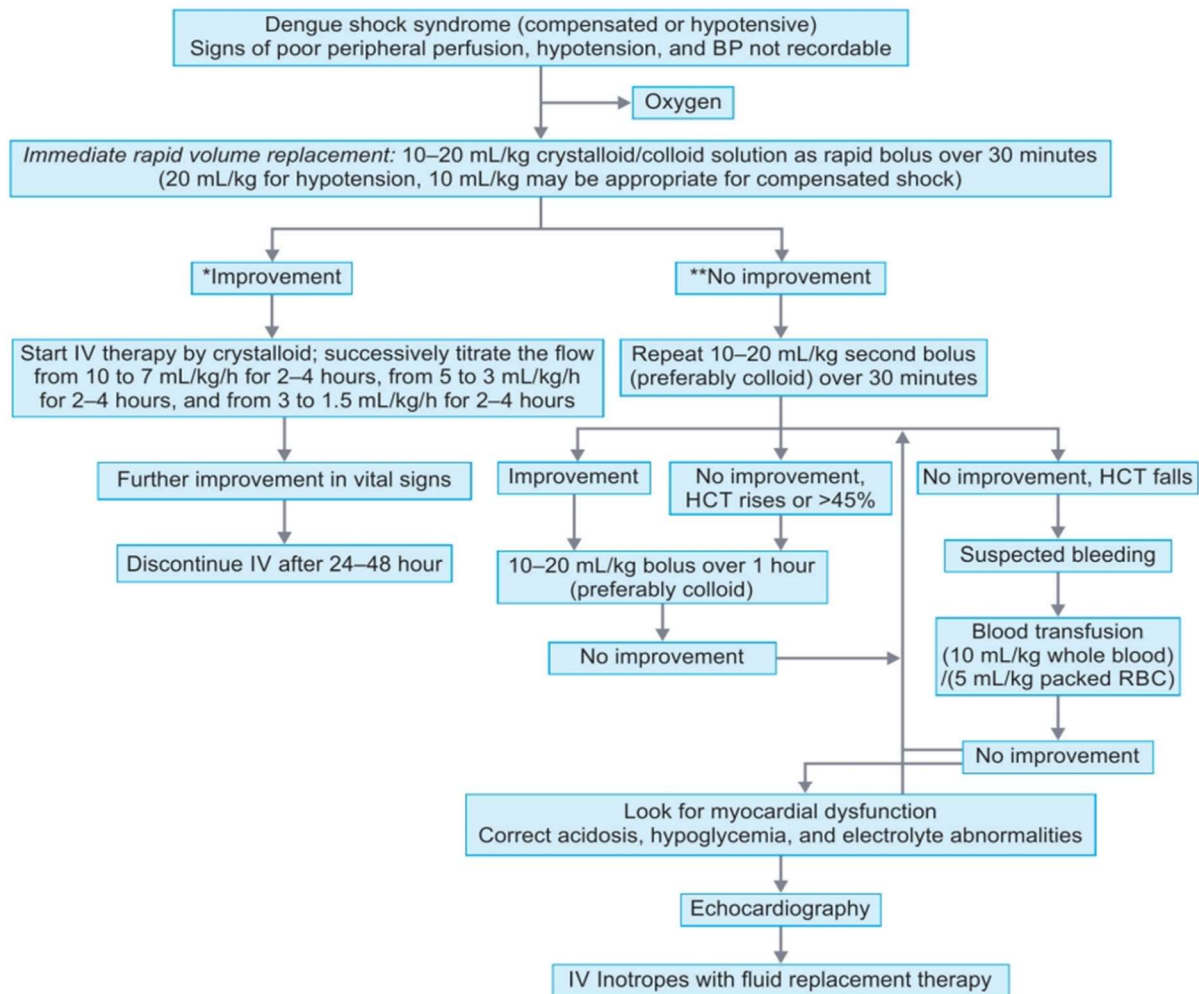 Dengue shock syndrome (compensated or hypotensive)
Signs of poor peripheral perfusion, hypotension, and BP not recordable
Oxygen
Immediate rapid volume replacement: 10–20 mL/kg crystalloid/colloid solution as rapid bolus over 30 minutes
(20 mL/kg for hypotension, 10 mL/kg may be appropriate for compensated shock)
*Improvement
**No improvement
Start IV therapy by crystalloid; successively titrate the flow
from 10 to 7 mL/kg/h for 2–4 hours, from 5 to 3 mL/kg/h
for 2–4 hours, and from 3 to 1.5 mL/kg/h for 2–4 hours
Repeat 10–20 mL/kg second bolus
(preferably colloid) over 30 minutes
Further improvement in vital signs
Discontinue IV after 24–48 hour
Improvement
No improvement,
HCT rises or >45%
No improvement, HCT falls
10–20 mL/kg bolus over 1 hour
(preferably colloid)
No improvement
Suspected bleeding
Blood transfusion
(10 mL/kg whole blood)
/(5 mL/kg packed RBC)
No improvement
Look for myocardial dysfunction
Correct acidosis, hypoglycemia, and electrolyte abnormalities
Echocardiography
IV Inotropes with fluid replacement therapy